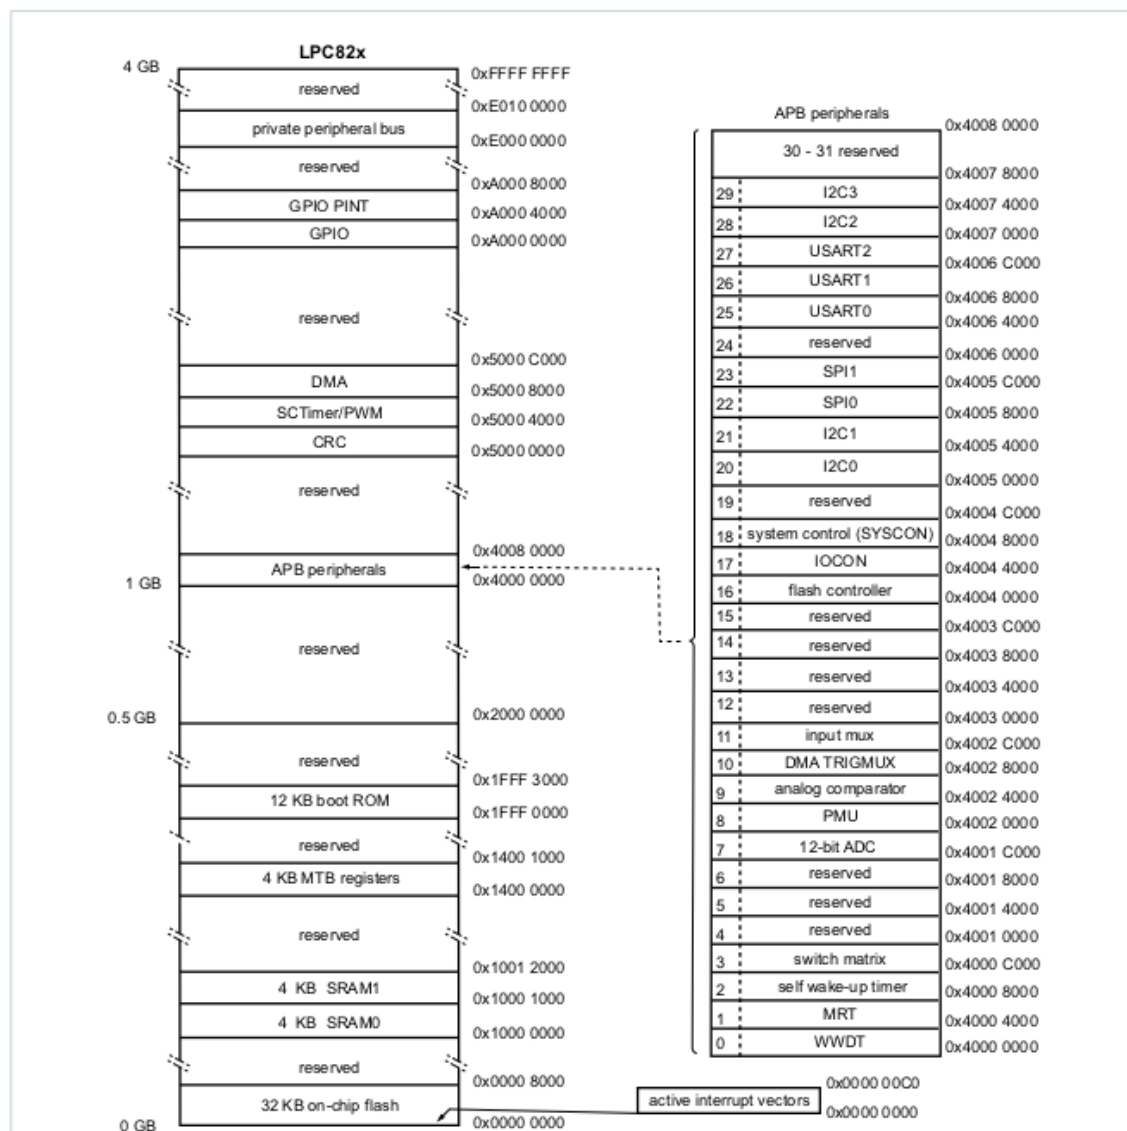 LPC82x
4 GB
0xFFFF FFFF
reserved
0xE010 0000
private peripheral bus
0xE000 0000
reserved
0xA000 8000
GPIO PINT
0xA000 4000
GPIO
0xA000 0000
reserved
0x5000 C000
DMA
0x5000 8000
SCTimer/PWM
0x5000 4000
CRC
0x5000 0000
reserved
0x4008 0000
APB peripherals
1 GB
0x4000 0000
reserved
0.5 GB
0x2000 0000
reserved
0x1FFF 3000
12 KB boot ROM
0x1FFF 0000
reserved
0x1400 1000
4 KB MTB registers
0x1400 0000
reserved
0x1001 2000
4 KB SRAM1
0x1000 1000
4 KB SRAM0
0x1000 0000
reserved
0x0000 8000
32 KB on-chip flash
0 GB
0x0000 0000
APB peripherals
0x4008 0000
30 - 31 reserved
0x4007 8000
29 I2C3
0x4007 4000
28 I2C2
0x4007 0000
27 USART2
0x4006 C000
26 USART1
0x4006 8000
25 USART0
0x4006 4000
24 reserved
0x4006 0000
23 SPI1
0x4005 C000
22 SPI0
0x4005 8000
21 I2C1
0x4005 4000
20 I2C0
0x4005 0000
19 reserved
0x4004 C000
18 system control (SYSCON)
0x4004 8000
17 IOCON
0x4004 4000
16 flash controller
0x4004 0000
15 reserved
0x4003 C000
14 reserved
0x4003 8000
13 reserved
0x4003 4000
12 reserved
0x4003 0000
11 input mux
0x4002 C000
10 DMA TRIGMUX
0x4002 8000
9 analog comparator
0x4002 4000
8 PMU
0x4002 0000
7 12-bit ADC
0x4001 C000
6 reserved
0x4001 8000
5 reserved
0x4001 4000
4 reserved
0x4001 0000
3 switch matrix
0x4000 C000
2 self wake-up timer
0x4000 8000
1 MRT
0x4000 4000
0 WWDT
0x4000 0000
0x0000 00C0
active interrupt vectors
0x0000 0000